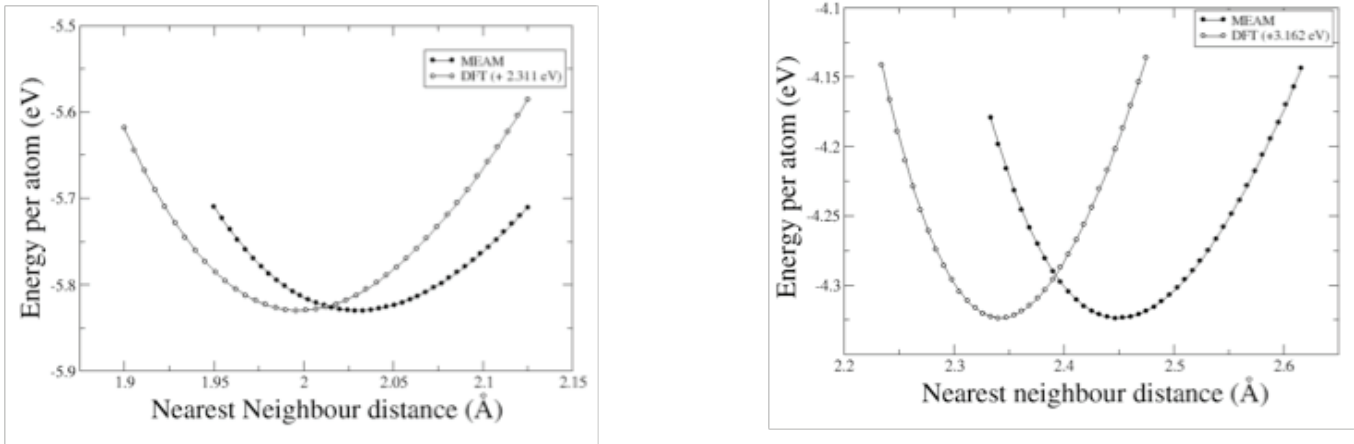 -5.5
-5.6
-5.7
-5.8
-5.9
Energy per atom (eV)
MEAM
DFT (+ 2.311 eV)
1.9
1.95
2
2.05
2.1
2.15
Nearest Neighbour distance (Å)
-4.1
-4.15
-4.2
-4.25
-4.3
Energy per atom (eV)
MEAM
DFT (+3.162 eV)
2.2
2.3
2.4
2.5
2.6
Nearest neighbour distance (Å)